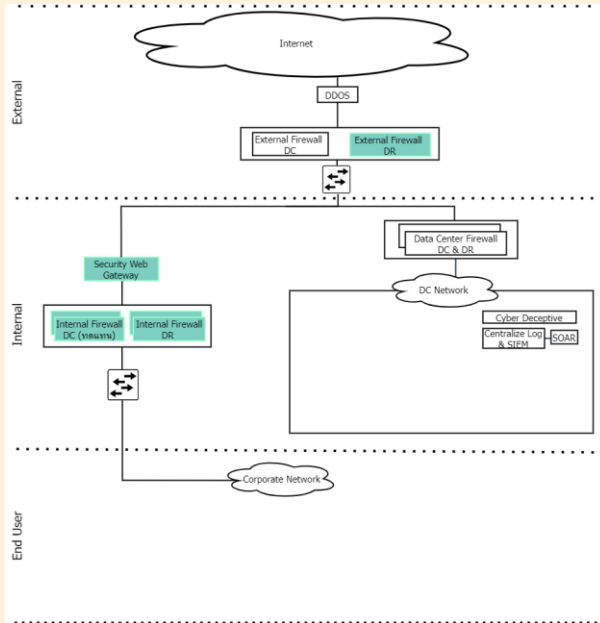 Internet
DDOS
External
External Firewall
DC
External Firewall
DR
Internal
Security Web
Gateway
Data Center Firewall
DC & DR
DC Network
Internal Firewall
DC (ทดแทน)
Internal Firewall
DR
Cyber Deceptive
Centralize Log
& SIEM
SOAR
End User
Corporate Network